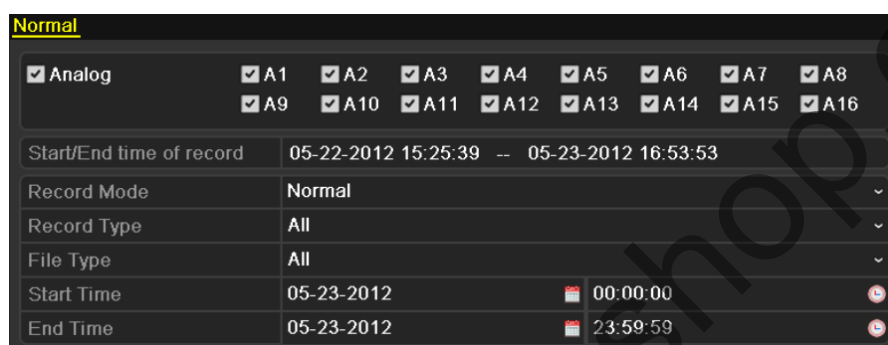 Normal
Analog A1 A2 A3 A4 A5 A6 A7 A8
A9 A10 A11 A12 A13 A14 A15 A16
Start/End time of record 05-22-2012 15:25:39 -- 05-23-2012 16:53:53
Record Mode Normal
Record Type All
File Type All
Start Time 05-23-2012 00:00:00
End Time 05-23-2012 23:59:59
shop